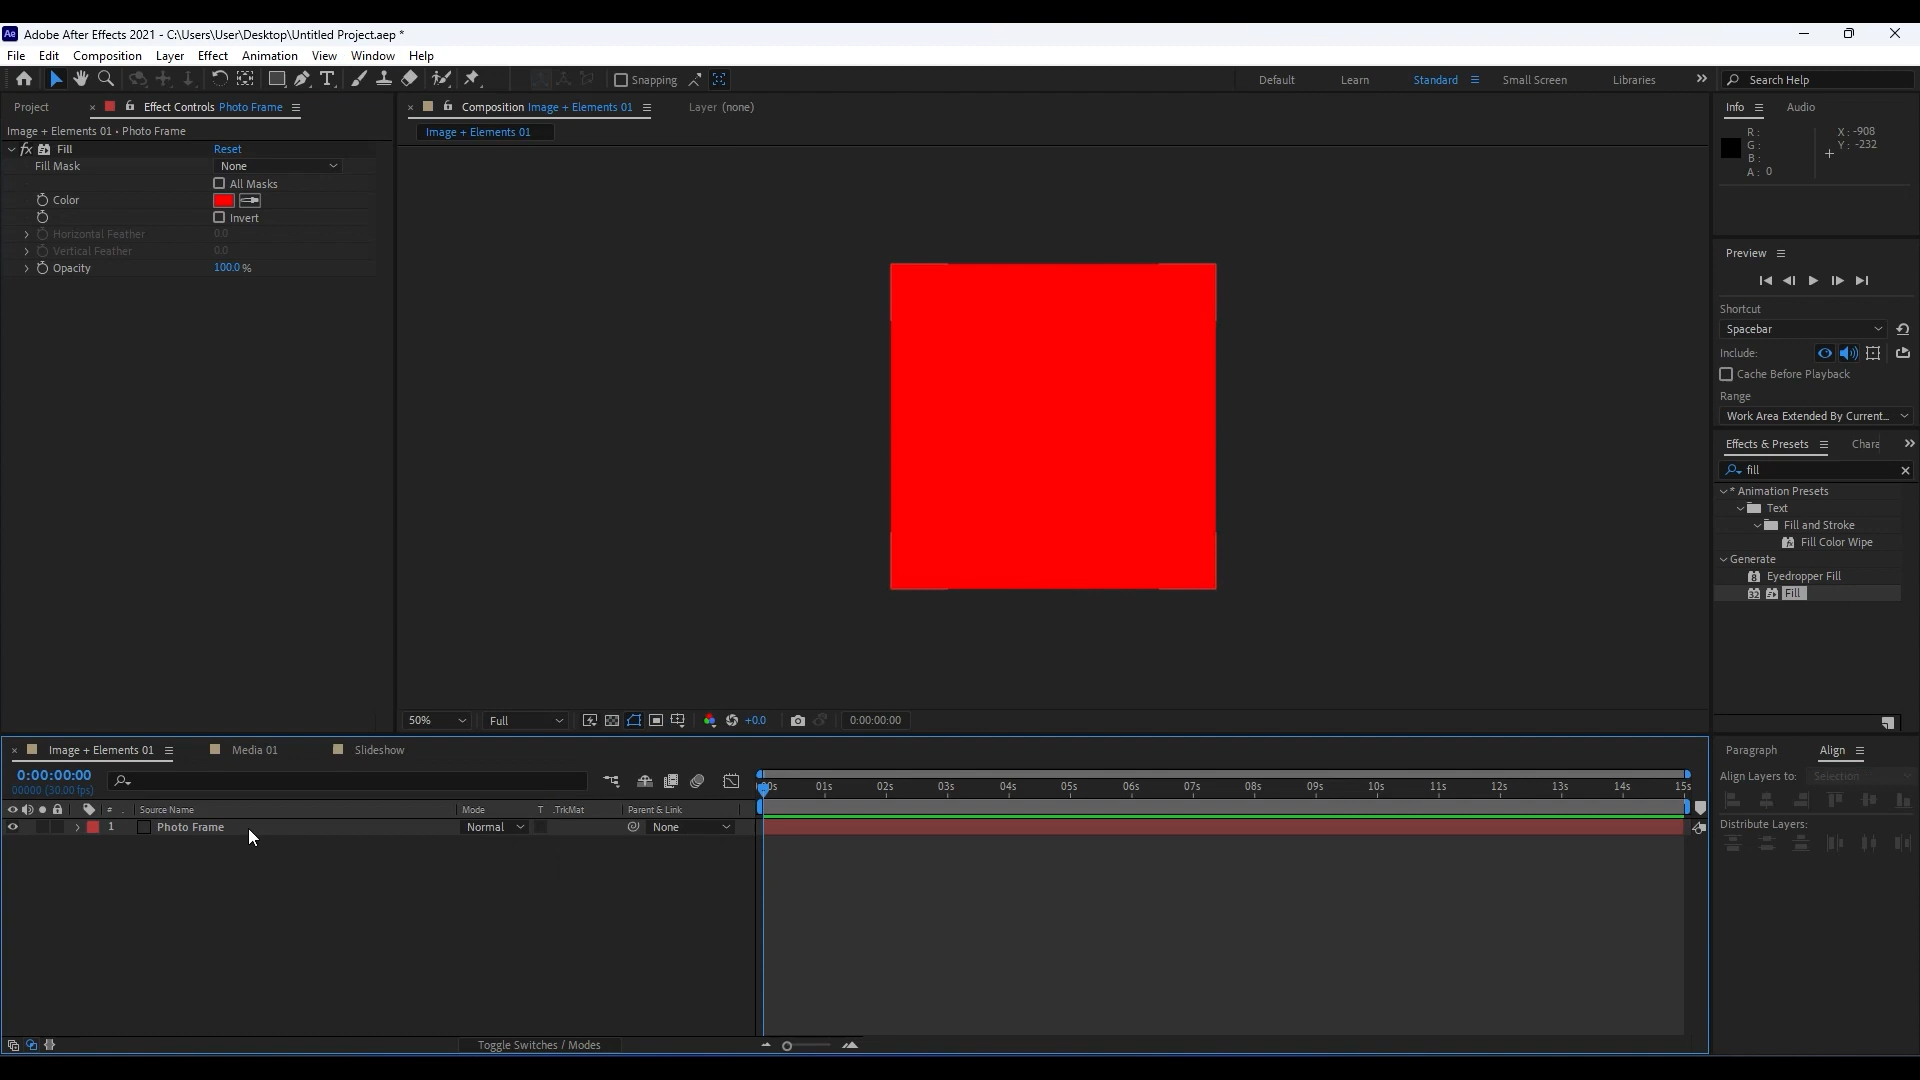 Adobe After Effects 2021 - C:\Users\User\Desktop\Untitled Project.aep *
File Edit Composition Layer Effect Animation View Window Help
Snapping Default Learn Standard Small Screen Libraries Search Help
Project Effect Controls Photo Frame Composition Image + Elements 01 Layer (none) Info Audio
Image + Elements 01 • Photo Frame
Image + Elements 01
fx Fill Reset
Fill Mask None
All Masks
Color
Invert
Horizontal Feather 0.0
Vertical Feather 0.0
Opacity 100.0 %
R :
G :
B :
A : 0
X : -908
Y : -232
Preview
Shortcut
Spacebar
Include:
Cache Before Playback
Range
Work Area Extended By Current...
Effects & Presets Chara
fill
* Animation Presets
Text
Fill and Stroke
Fill Color Wipe
Generate
Eyedropper Fill
Fill
50% Full +0.0 0:00:00:00
Image + Elements 01 Media 01 Slideshow
0:00:00:00
00000 (30.00 fps)
# Source Name Mode T .TrkMat Parent & Link
1 Photo Frame Normal None
01s 02s 03s 04s 05s 06s 07s 08s 09s 10s 11s 12s 13s 14s 15s
Toggle Switches / Modes
Paragraph Align
Align Layers to: Selection
Distribute Layers: